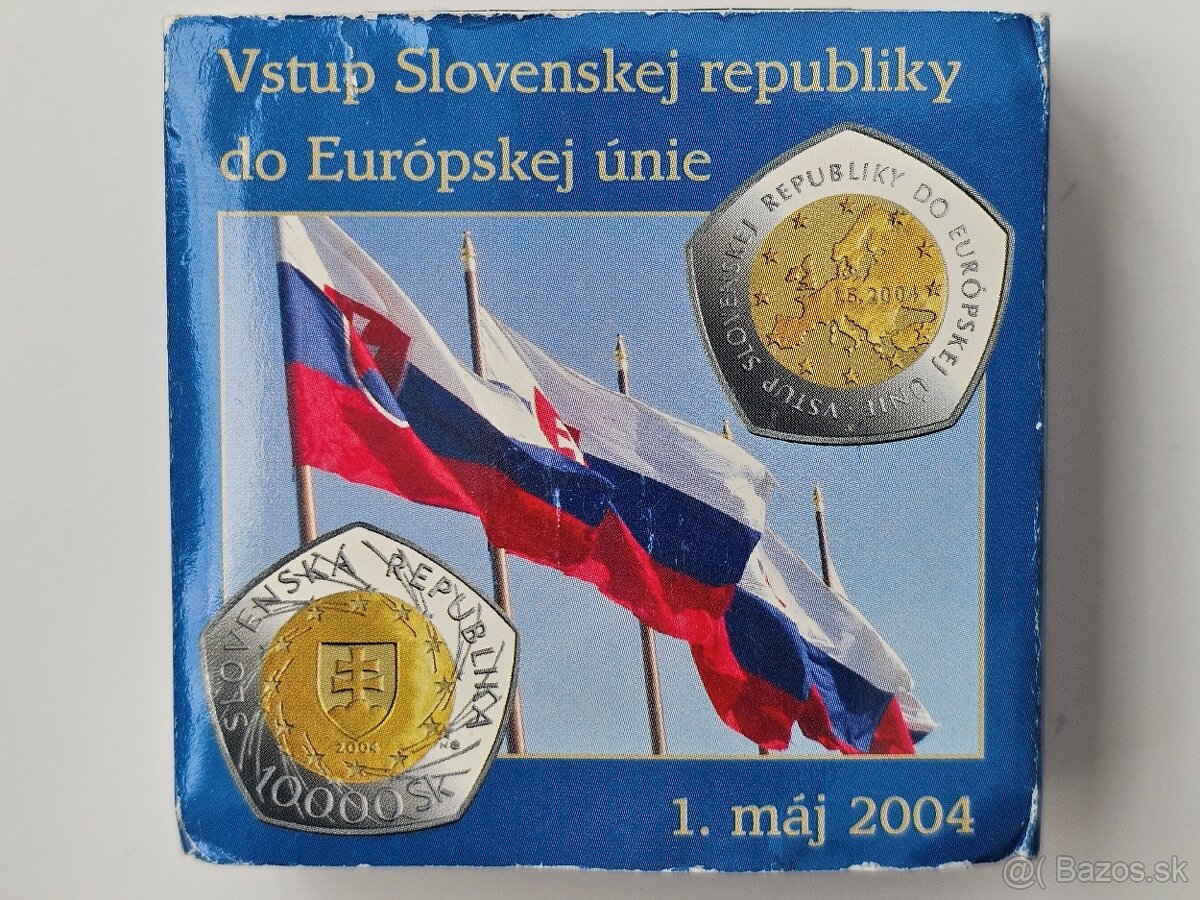 Vstup Slovenskej republiky
do Európskej únie
VSTUP SLOVENSKEJ REPUBLIKY DO EURÓPSKEJ ÚNII
1.5.2004
SLOVENSKÁ REPUBLIKA
2004
10000 SK
1. máj 2004
@( Bazos.sk